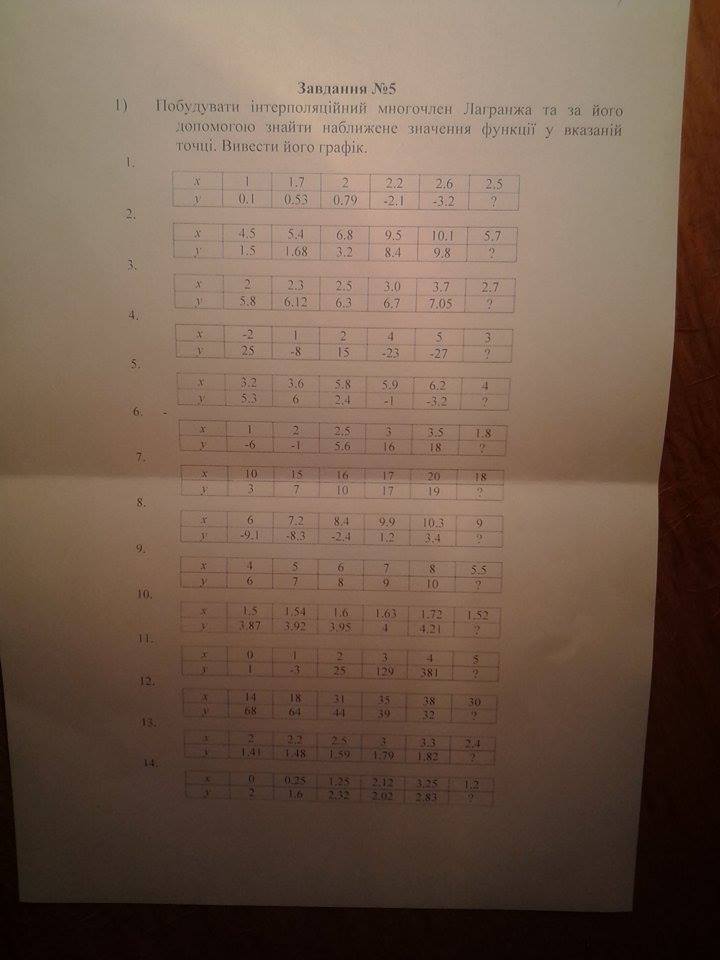 Завдання №5
1) Побудувати інтерполяційний многочлен Лагранжа та за його
допомогою знайти наближене значення функції у вказаній
точці. Вивести його графік.
1.
x 1 1.7 2 2.2 2.6 2.5
y 0.1 0.53 0.79 -2.1 -3.2 ?
2.
x 4.5 5.4 6.8 9.5 10.1 5.7
y 1.5 1.68 3.2 8.4 9.8 ?
3.
x 2 2.3 2.5 3.0 3.7 2.7
y 5.8 6.12 6.3 6.7 7.05 ?
4.
x -2 1 2 4 5 3
y 25 -8 15 -23 -27 ?
5.
x 3.2 3.6 5.8 5.9 6.2 4
y 5.3 6 2.4 -1 -3.2 ?
6.
x 1 2 2.5 3 3.5 1.8
y -6 -1 5.6 16 18 ?
7.
x 10 15 16 17 20 18
y 3 7 10 17 19 ?
8.
x 6 7.2 8.4 9.9 10.3 9
y -9.1 -8.3 -2.4 1.2 3.4 ?
9.
x 4 5 6 7 8 5.5
y 6 7 8 9 10 ?
10.
x 1.5 1.54 1.6 1.63 1.72 1.52
y 3.87 3.92 3.95 4 4.21 ?
11.
x 0 1 2 3 4 5
y 1 -3 25 129 381 ?
12.
x 14 18 31 35 38 30
y 68 64 44 39 32 ?
13.
x 2 2.2 2.5 3 3.3 2.4
y 1.41 1.48 1.59 1.79 1.82 ?
14.
x 0 0.25 1.25 2.12 3.25 1.2
y 2 1.6 2.32 2.02 2.83 ?